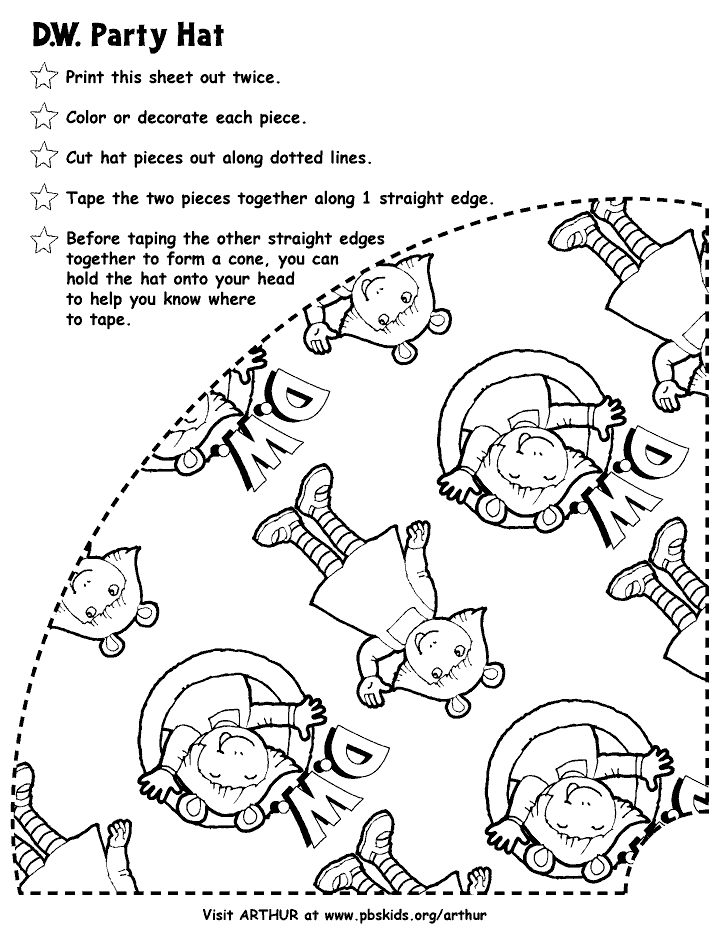 D.W. Party Hat
Print this sheet out twice.
Color or decorate each piece.
Cut hat pieces out along dotted lines.
Tape the two pieces together along 1 straight edge.
Before taping the other straight edges
together to form a cone, you can
hold the hat onto your head
to help you know where
to tape.
D.W.
D.W.
D.W.
D.
Visit ARTHUR at www.pbskids.org/arthur